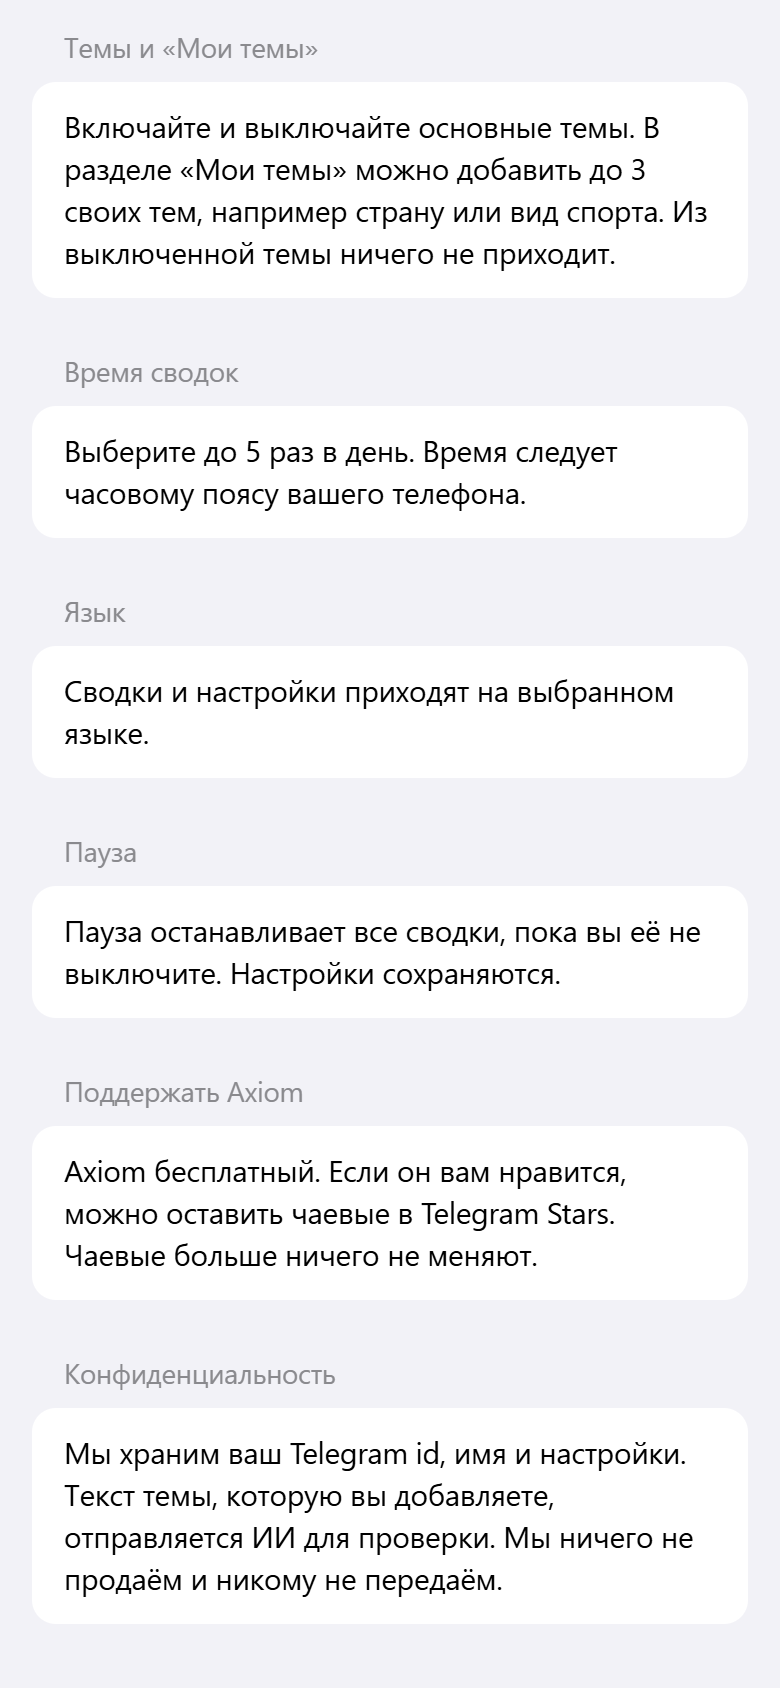 Темы и «Мои темы»
Включайте и выключайте основные темы. В
разделе «Мои темы» можно добавить до 3
своих тем, например страну или вид спорта. Из
выключенной темы ничего не приходит.
Время сводок
Выберите до 5 раз в день. Время следует
часовому поясу вашего телефона.
Язык
Сводки и настройки приходят на выбранном
языке.
Пауза
Пауза останавливает все сводки, пока вы её не
выключите. Настройки сохраняются.
Поддержать Axiom
Axiom бесплатный. Если он вам нравится,
можно оставить чаевые в Telegram Stars.
Чаевые больше ничего не меняют.
Конфиденциальность
Мы храним ваш Telegram id, имя и настройки.
Текст темы, которую вы добавляете,
отправляется ИИ для проверки. Мы ничего не
продаём и никому не передаём.